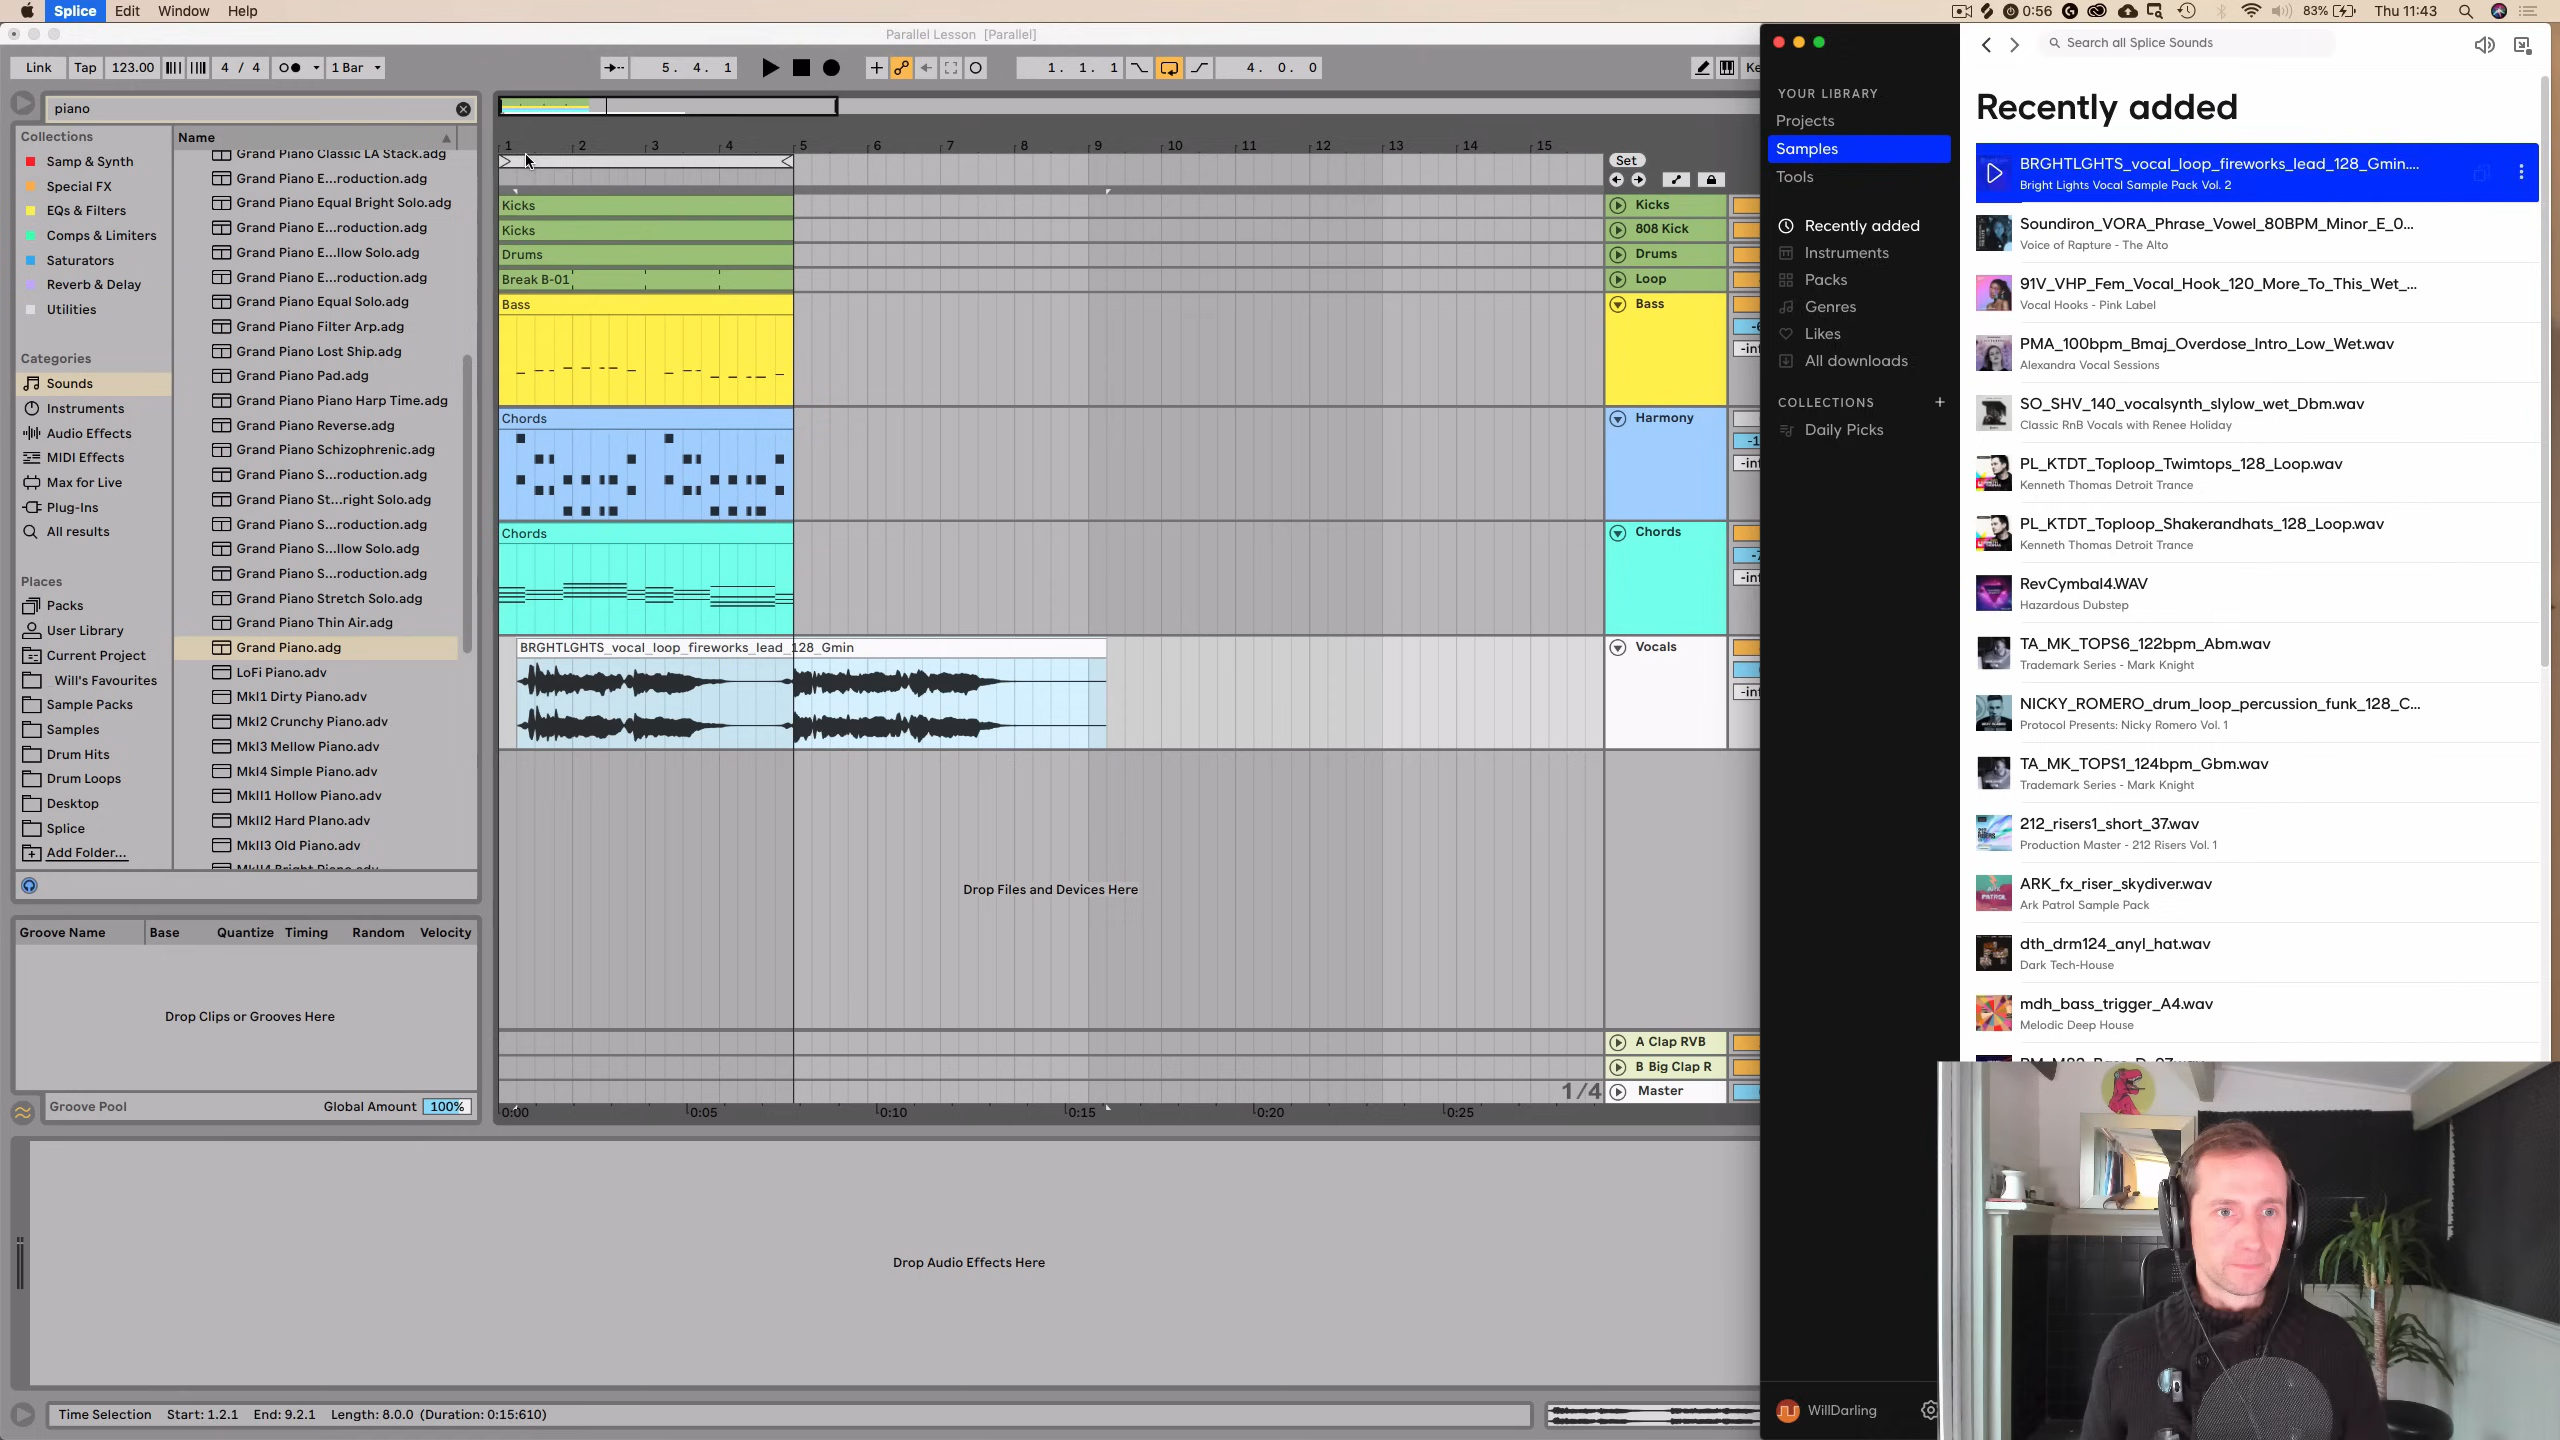 Splice Edit Window Help
0:56 83% Thu 11:43
Parallel Lesson [Parallel]
Link Tap 123.00 4 / 4 1 Bar 5. 4. 1 1. 1. 1 4. 0. 0
piano
Collections
Samp & Synth
Special FX
EQs & Filters
Comps & Limiters
Saturators
Reverb & Delay
Utilities
Categories
Sounds
Instruments
Audio Effects
MIDI Effects
Max for Live
Plug-Ins
All results
Places
Packs
User Library
Current Project
_Will's Favourites
Sample Packs
Samples
Drum Hits
Drum Loops
Desktop
Splice
Add Folder...
Name
Grand Piano Classic LA Stack.adg
Grand Piano E...roduction.adg
Grand Piano Equal Bright Solo.adg
Grand Piano E...roduction.adg
Grand Piano E...llow Solo.adg
Grand Piano E...roduction.adg
Grand Piano Equal Solo.adg
Grand Piano Filter Arp.adg
Grand Piano Lost Ship.adg
Grand Piano Pad.adg
Grand Piano Piano Harp Time.adg
Grand Piano Reverse.adg
Grand Piano Schizophrenic.adg
Grand Piano S...roduction.adg
Grand Piano St...right Solo.adg
Grand Piano S...roduction.adg
Grand Piano S...llow Solo.adg
Grand Piano S...roduction.adg
Grand Piano Stretch Solo.adg
Grand Piano Thin Air.adg
Grand Piano.adg
LoFi Piano.adv
MkI1 Dirty Piano.adv
MkI2 Crunchy Piano.adv
MkI3 Mellow Piano.adv
MkI4 Simple Piano.adv
MkII1 Hollow Piano.adv
MkII2 Hard PIano.adv
MkII3 Old Piano.adv
MkII4 Bright Piano.adv
Groove Name Base Quantize Timing Random Velocity
Drop Clips or Grooves Here
Groove Pool Global Amount 100%
1 2 3 4 5 6 7 8 9 10 11 12 13 14 15
Set
Kicks
Kicks
Drums
Break B-01
Bass
Chords
Chords
BRGHTLGHTS_vocal_loop_fireworks_lead_128_Gmin
Kicks
808 Kick
Drums
Loop
Bass
Harmony
Chords
Vocals
Drop Files and Devices Here
A Clap RVB
B Big Clap R
1/4 Master
0:00 0:05 0:10 0:15 0:20 0:25
Drop Audio Effects Here
Time Selection Start: 1.2.1 End: 9.2.1 Length: 8.0.0 (Duration: 0:15:610)
YOUR LIBRARY
Projects
Samples
Tools
Recently added
Instruments
Packs
Genres
Likes
All downloads
COLLECTIONS +
Daily Picks
WillDarling
Search all Splice Sounds
Recently added
BRGHTLGHTS_vocal_loop_fireworks_lead_128_Gmin....
Bright Lights Vocal Sample Pack Vol. 2
Soundiron_VORA_Phrase_Vowel_80BPM_Minor_E_0...
Voice of Rapture - The Alto
91V_VHP_Fem_Vocal_Hook_120_More_To_This_Wet_...
Vocal Hooks - Pink Label
PMA_100bpm_Bmaj_Overdose_Intro_Low_Wet.wav
Alexandra Vocal Sessions
SO_SHV_140_vocalsynth_slylow_wet_Dbm.wav
Classic RnB Vocals with Renee Holiday
PL_KTDT_Toploop_Twimtops_128_Loop.wav
Kenneth Thomas Detroit Trance
PL_KTDT_Toploop_Shakerandhats_128_Loop.wav
Kenneth Thomas Detroit Trance
RevCymbal4.WAV
Hazardous Dubstep
TA_MK_TOPS6_122bpm_Abm.wav
Trademark Series - Mark Knight
NICKY_ROMERO_drum_loop_percussion_funk_128_C...
Protocol Presents: Nicky Romero Vol. 1
TA_MK_TOPS1_124bpm_Gbm.wav
Trademark Series - Mark Knight
212_risers1_short_37.wav
Production Master - 212 Risers Vol. 1
ARK_fx_riser_skydiver.wav
Ark Patrol Sample Pack
dth_drm124_anyl_hat.wav
Dark Tech-House
mdh_bass_trigger_A4.wav
Melodic Deep House